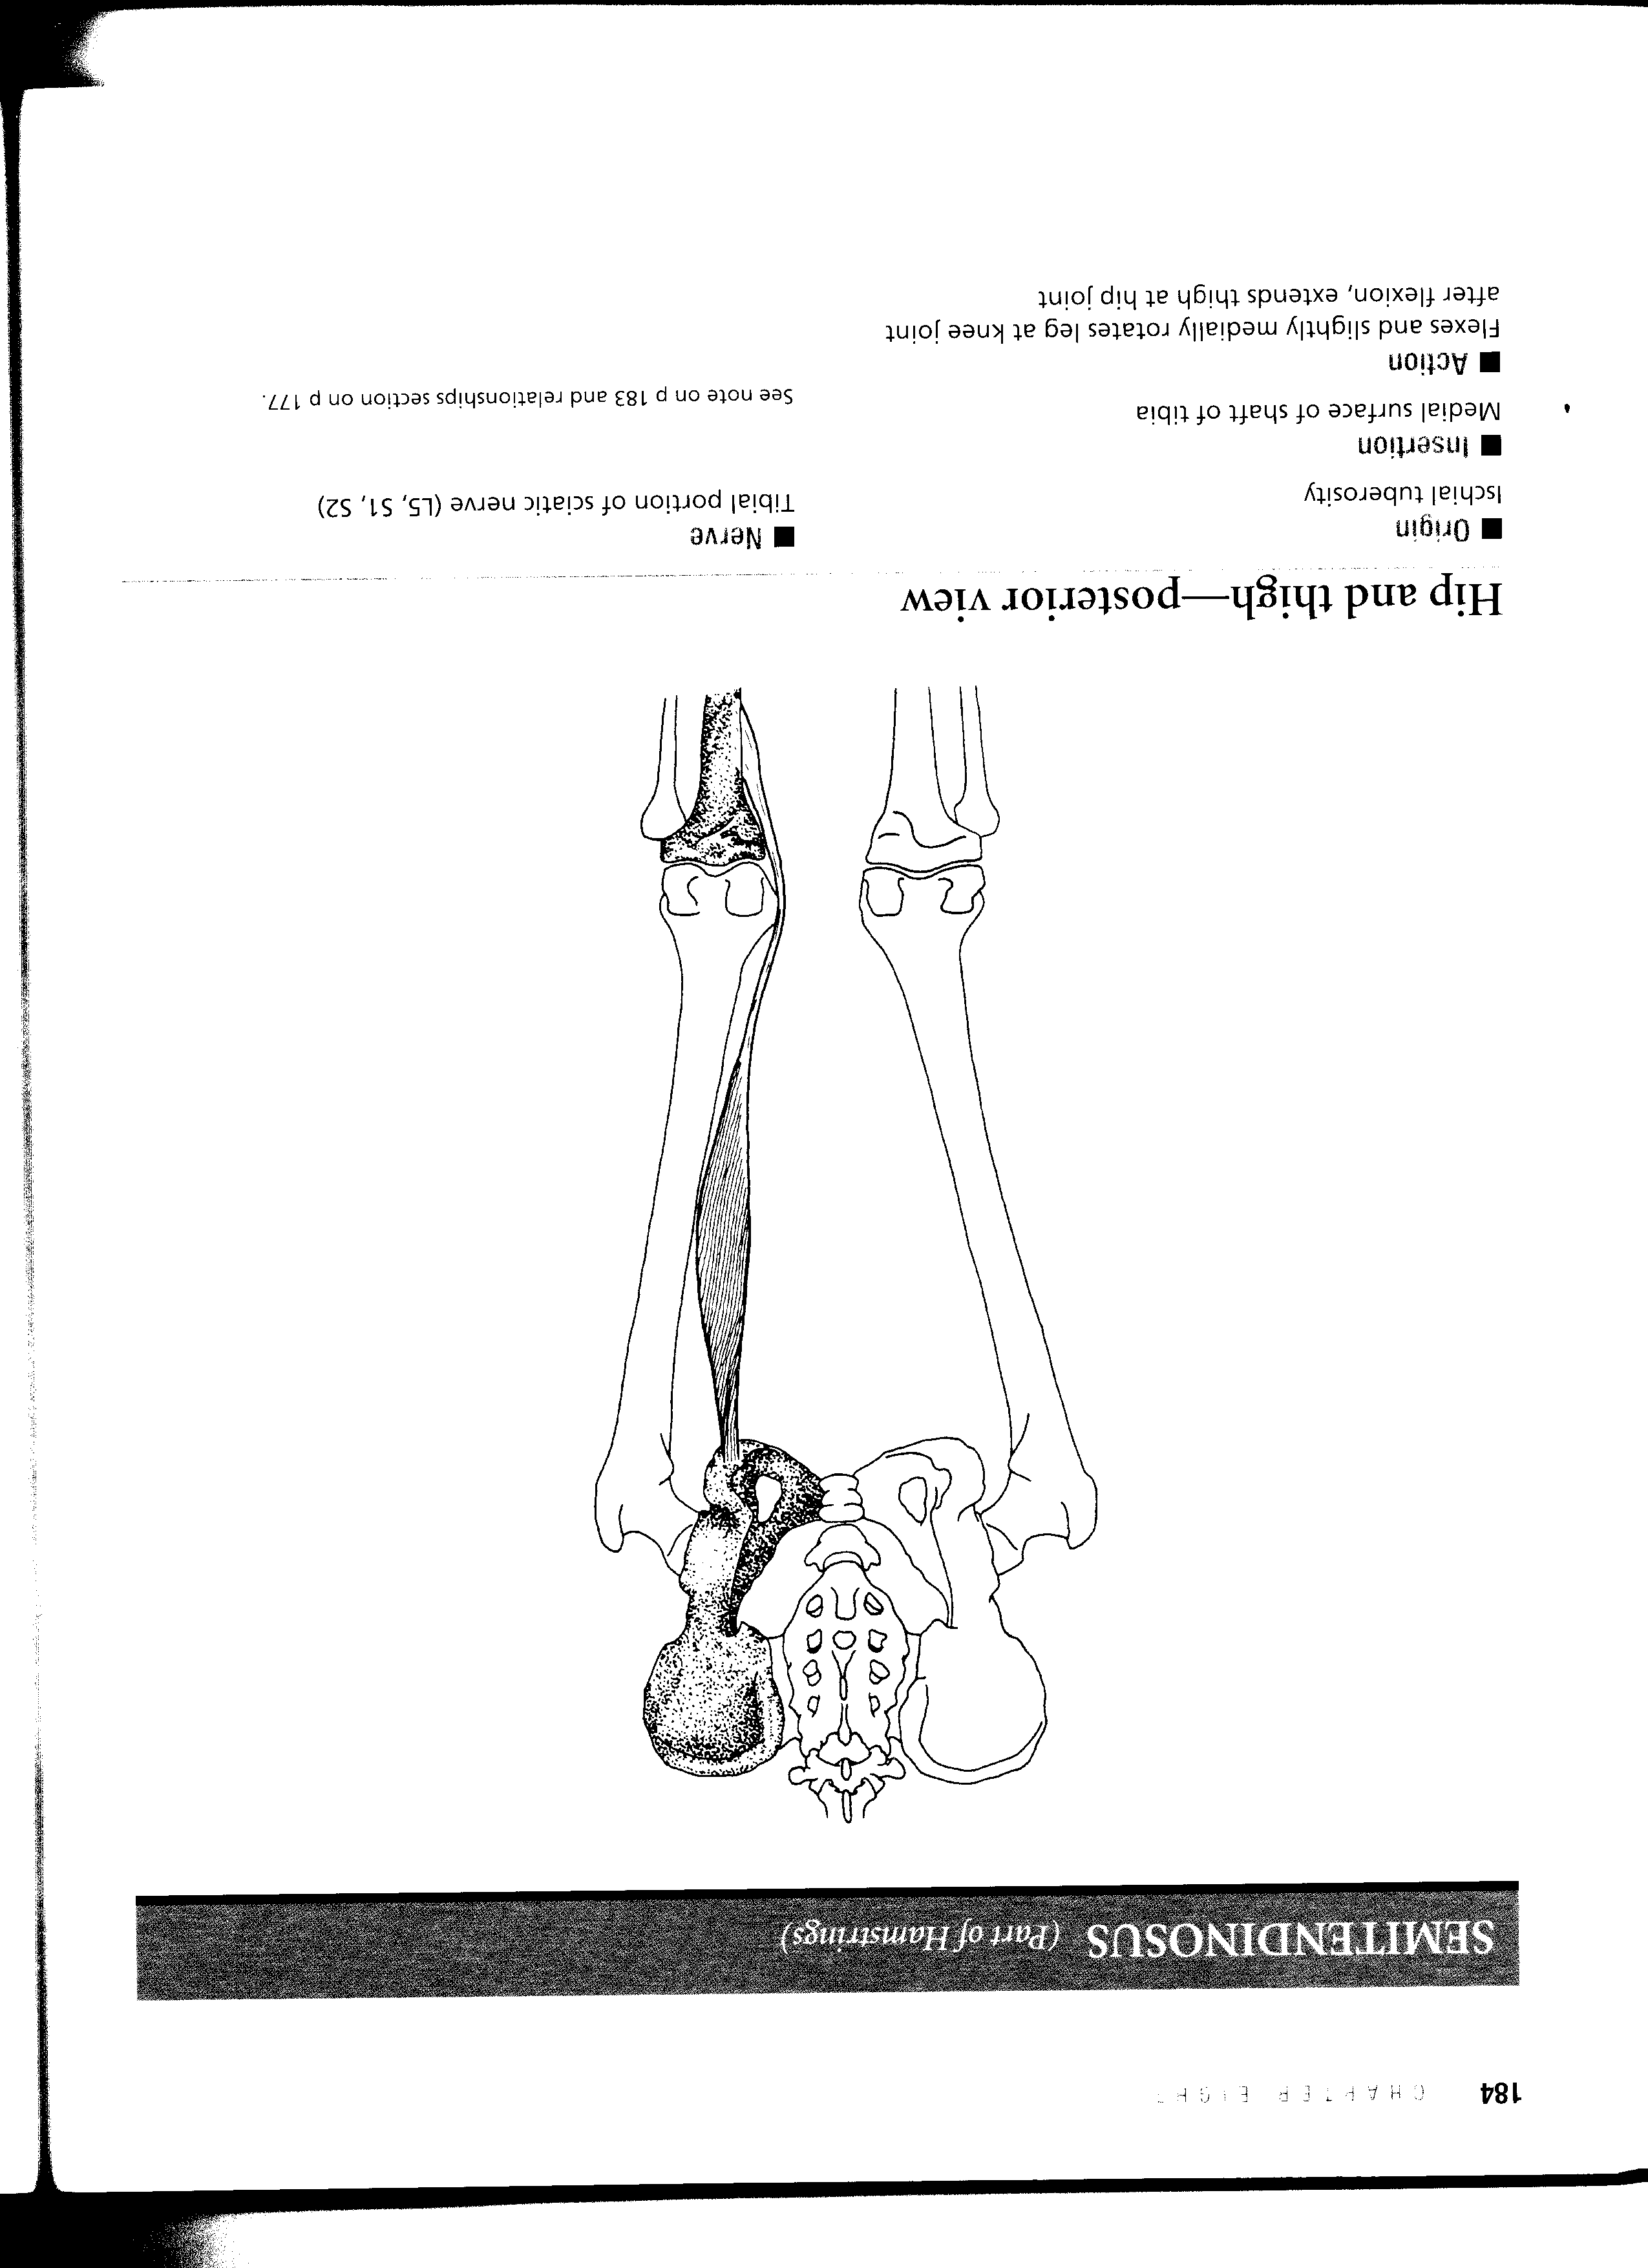 184 CHAPTER EIGHT
SEMITENDINOSUS (Part of Hamstrings)
Hip and thigh—posterior view
■ Origin
Ischial tuberosity
■ Insertion
Medial surface of shaft of tibia
■ Action
Flexes and slightly medially rotates leg at knee joint
after flexion, extends thigh at hip joint
■ Nerve
Tibial portion of sciatic nerve (L5, S1, S2)
See note on p 183 and relationships section on p 177.